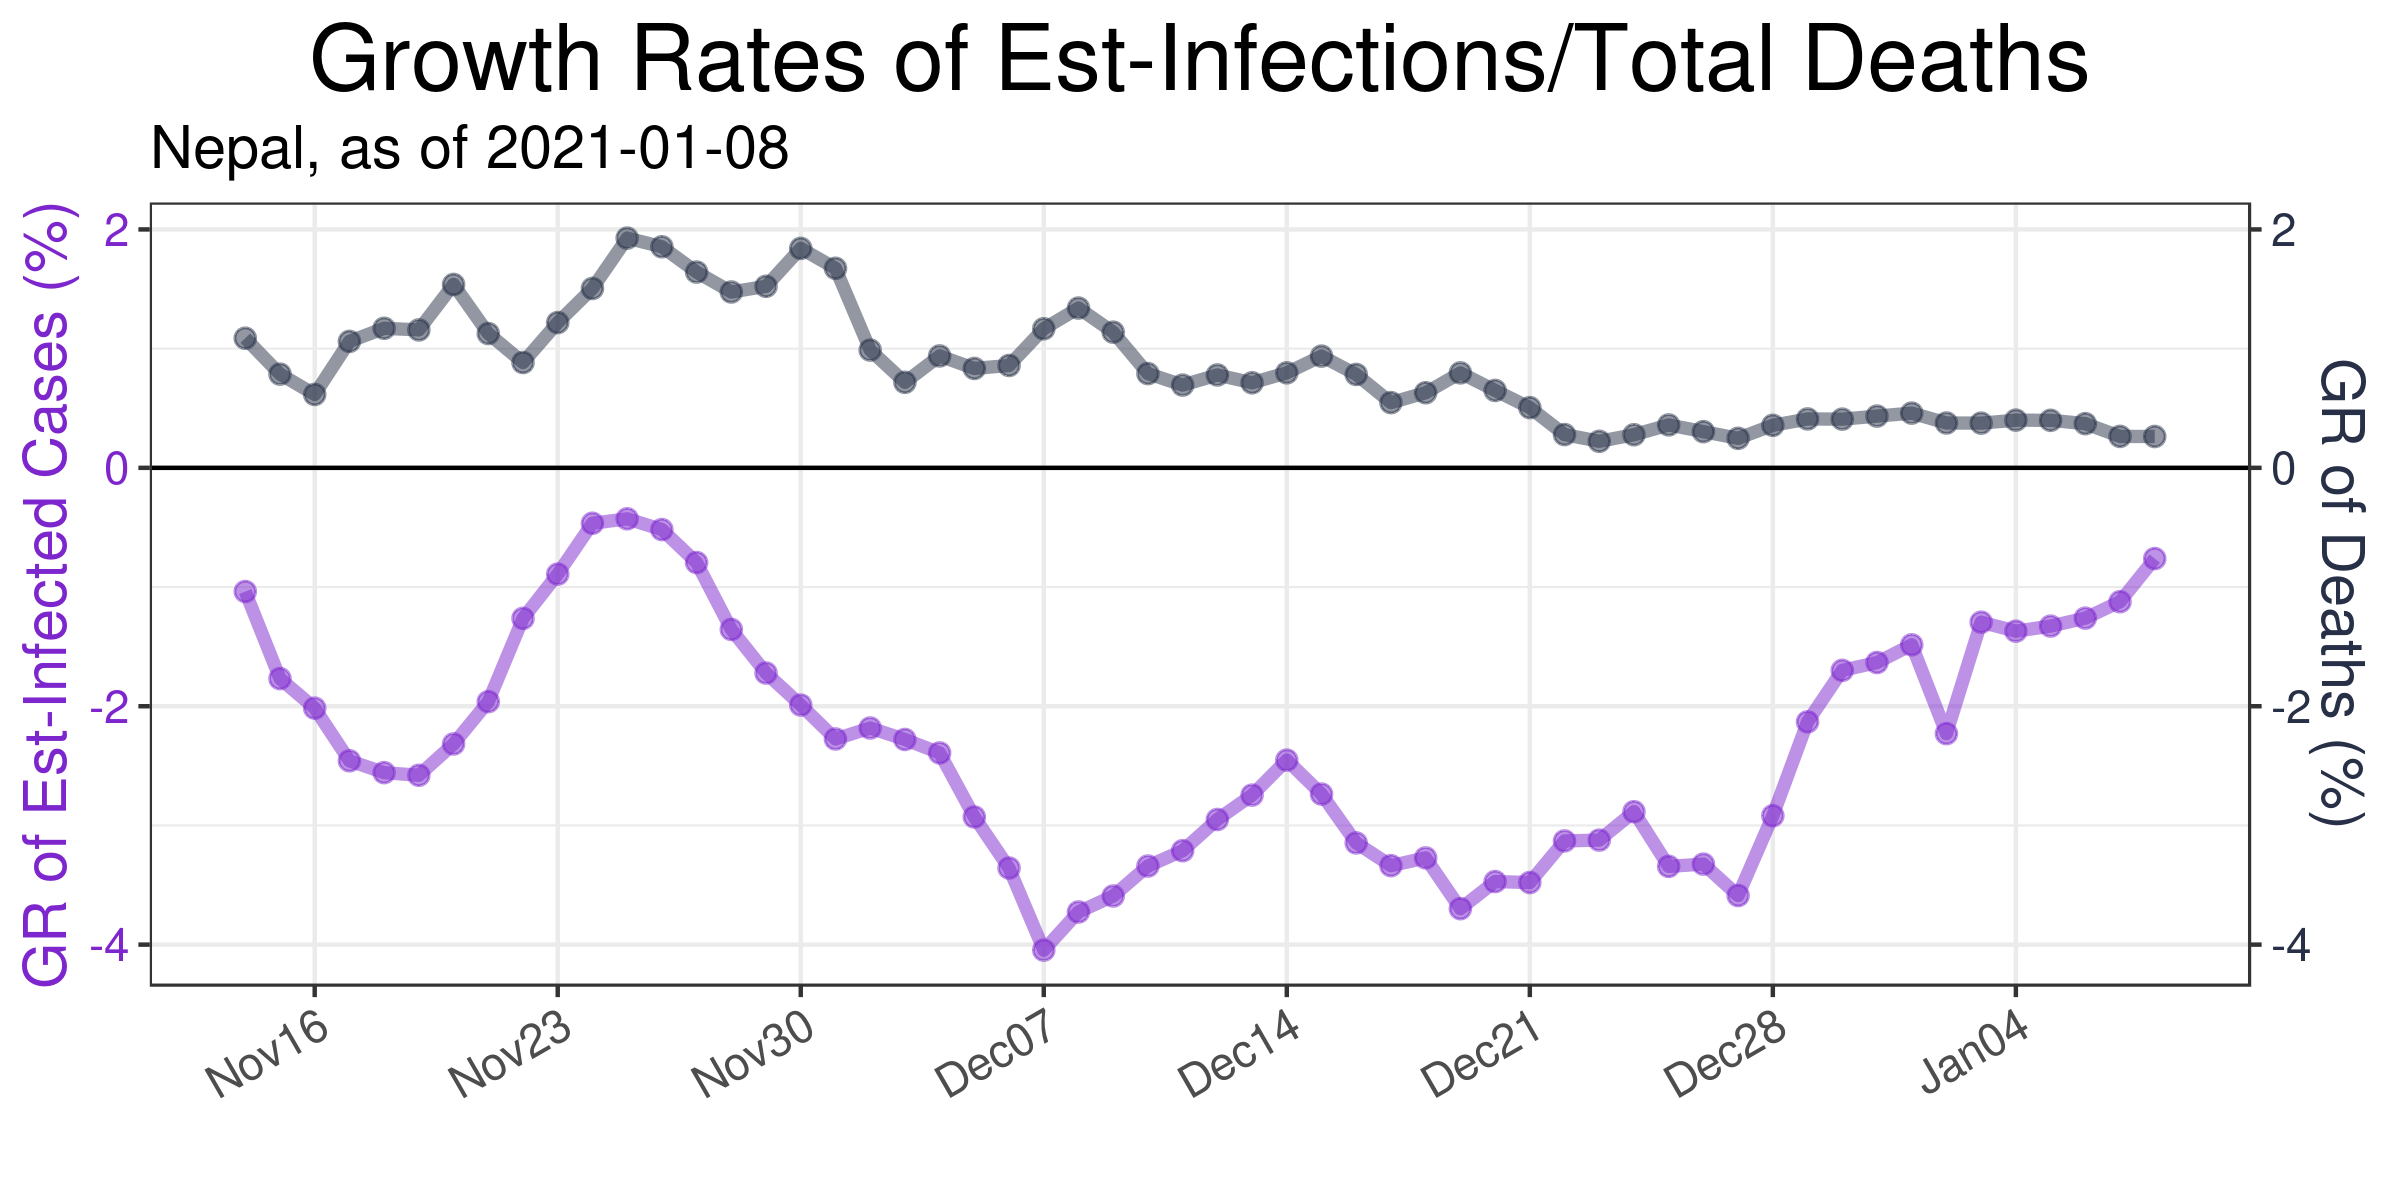 Growth Rates of Est-Infections/Total Deaths
Nepal, as of 2021-01-08
GR of Est-Infected Cases (%)
2
0
-2
-4
2
0
-2
-4
GR of Deaths (%)
Nov16
Nov23
Nov30
Dec07
Dec14
Dec21
Dec28
Jan04